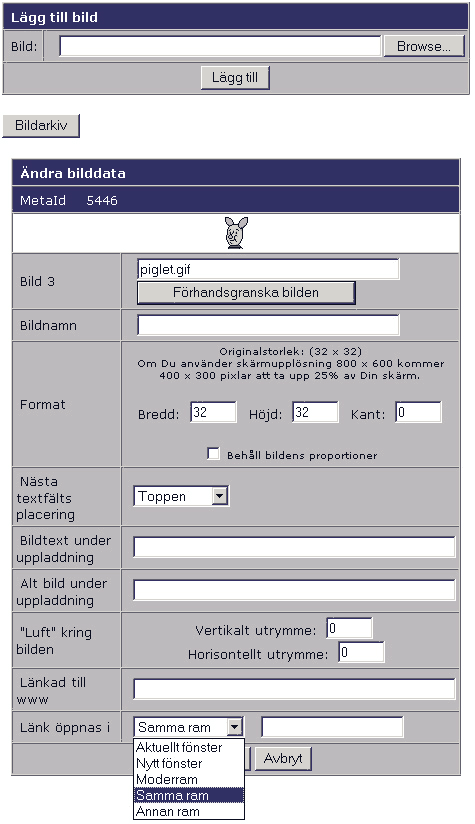 Lägg till bild
Bild: Browse...
Lägg till
Bildarkiv
Ändra bilddata
MetaId 5446
Bild 3 piglet.gif
Förhandsgranska bilden
Bildnamn
Originalstorlek: (32 x 32)
Om Du använder skärmupplösning 800 x 600 kommer
400 x 300 pixlar att ta upp 25% av Din skärm.
Format
Bredd: 32 Höjd: 32 Kant: 0
Behåll bildens proportioner
Nästa
textfälts
placering
Toppen
Bildtext under
uppladdning
Alt bild under
uppladdning
"Luft" kring
bilden
Vertikalt utrymme: 0
Horisontellt utrymme: 0
Länkad till
www
Länk öppnas i Samma ram
Aktuellt fönster
Nytt fönster
Moderram
Samma ram
Annan ram
Avbryt